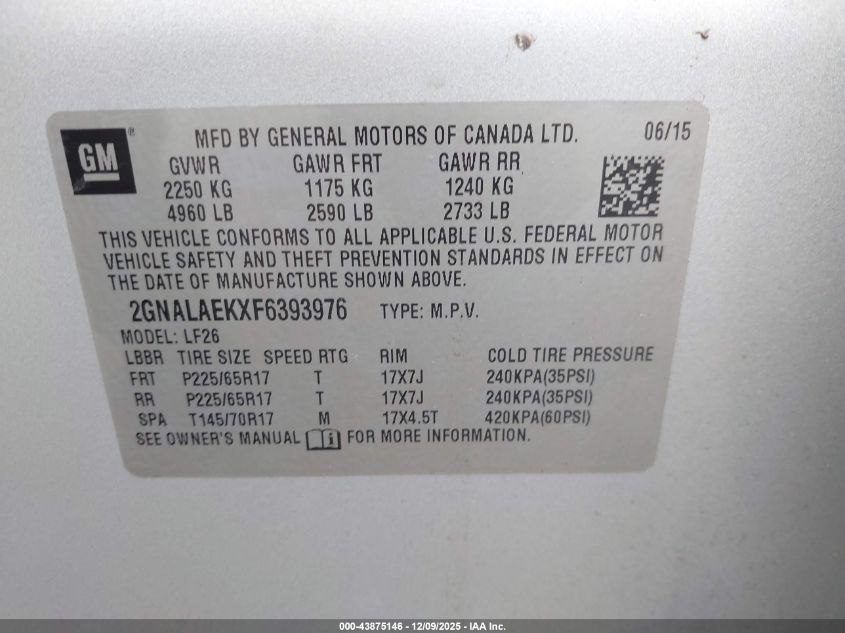 GM ® MFD BY GENERAL MOTORS OF CANADA LTD. 06/15
GVWR GAWR FRT GAWR RR
2250 KG 1175 KG 1240 KG
4960 LB 2590 LB 2733 LB
THIS VEHICLE CONFORMS TO ALL APPLICABLE U.S. FEDERAL MOTOR
VEHICLE SAFETY AND THEFT PREVENTION STANDARDS IN EFFECT ON
THE DATE OF MANUFACTURE SHOWN ABOVE.
2GNALAEKXF6393976 TYPE: M.P.V.
MODEL: LF26
LBBR TIRE SIZE SPEED RTG RIM COLD TIRE PRESSURE
FRT P225/65R17 T 17X7J 240KPA(35PSI)
RR P225/65R17 T 17X7J 240KPA(35PSI)
SPA T145/70R17 M 17X4.5T 420KPA(60PSI)
SEE OWNER'S MANUAL i FOR MORE INFORMATION.
000-43875146 - 12/09/2025 - IAA Inc.